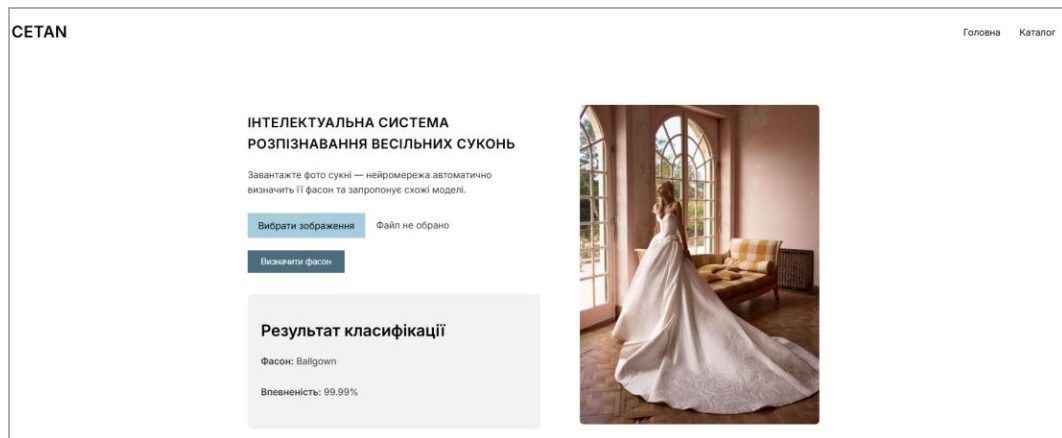 CETAN
Головна Каталог
ІНТЕЛЕКТУАЛЬНА СИСТЕМА
РОЗПІЗНАВАННЯ ВЕСІЛЬНИХ СУКОНЬ
Завантажте фото сукні — нейромережа автоматично
визначить її фасон та запропонує схожі моделі.
Вибрати зображення Файл не обрано
Визначити фасон
Результат класифікації
Фасон: Ballgown
Впевненість: 99.99%